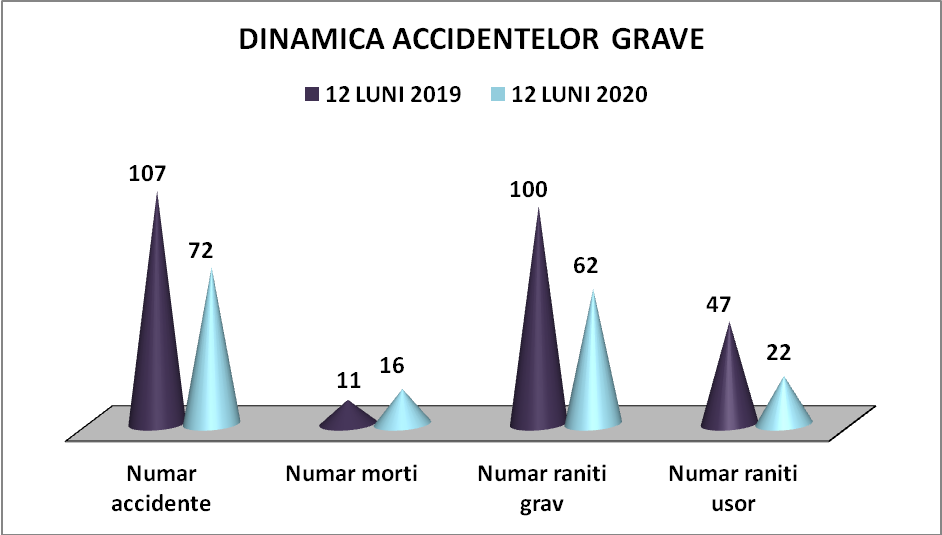 DINAMICA ACCIDENTELOR GRAVE
12 LUNI 2019 12 LUNI 2020
107
72
11
16
100
62
47
22
Numar accidente
Numar morti
Numar raniti grav
Numar raniti usor